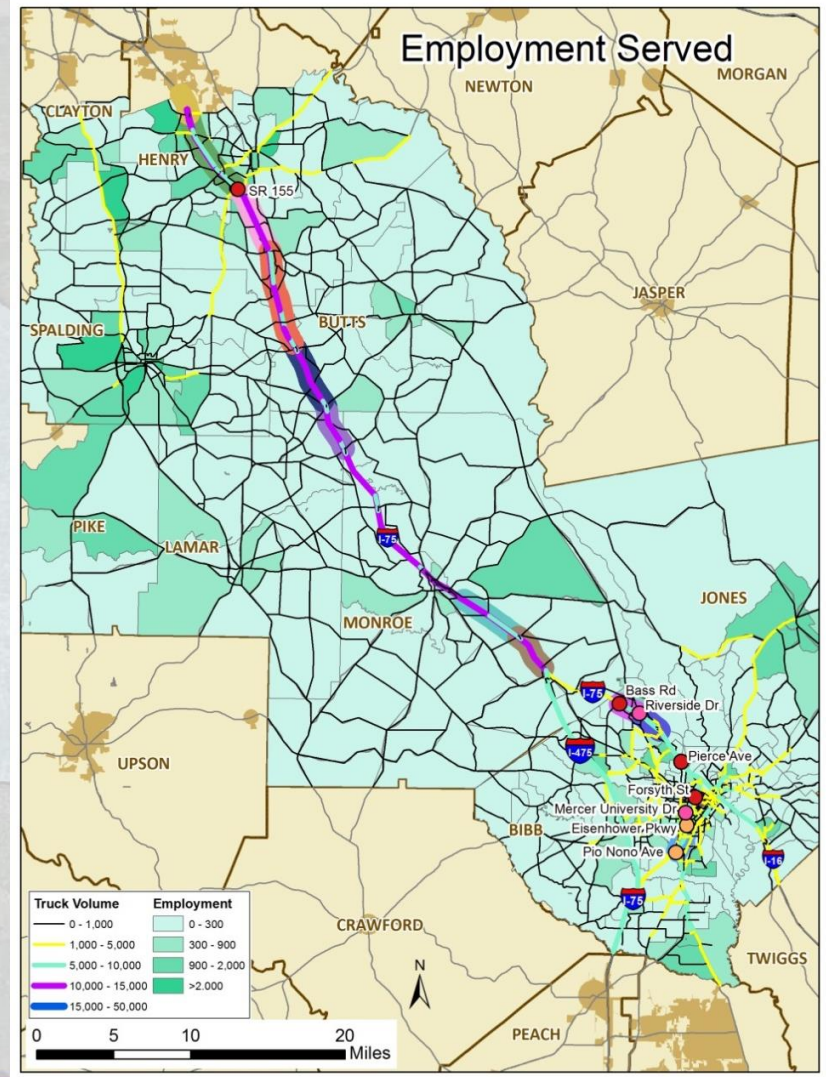 Employment Served
MORGAN
NEWTON
CLAYTON
HENRY
SR 155
JASPER
SPALDING
BUTTS
I-75
PIKE
LAMAR
JONES
MONROE
I-75
Bass Rd
Riverside Dr
I-475
UPSON
Pierce Ave
Forsyth St
Mercer University Dr
BIBB
Eisenhower Pkwy
Pio Nono Ave
I-16
I-75
CRAWFORD
TWIGGS
N
PEACH
Truck Volume
0 - 1,000
1,000 - 5,000
5,000 - 10,000
10,000 - 15,000
15,000 - 50,000
Employment
0 - 300
300 - 900
900 - 2,000
>2.000
0 5 10 20
Miles